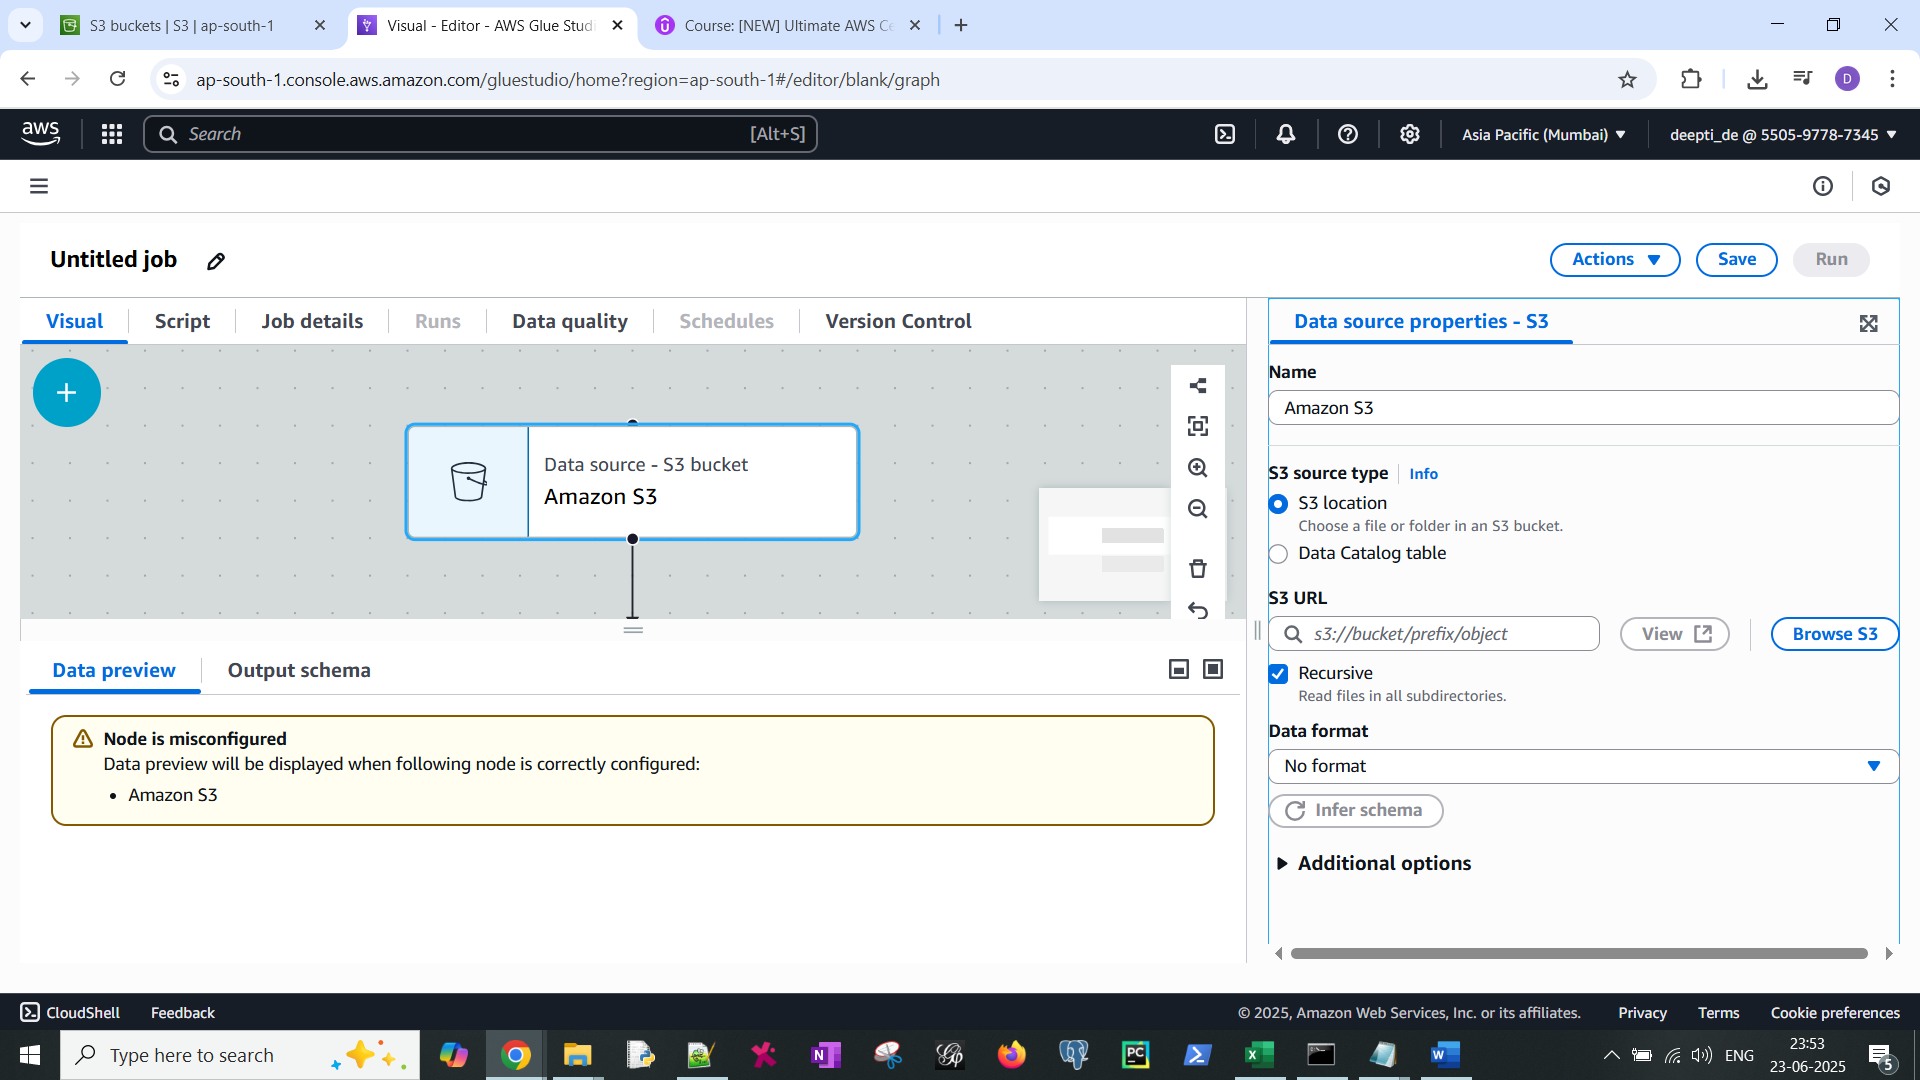 S3 buckets | S3 | ap-south-1
Visual - Editor - AWS Glue Studi
Course: [NEW] Ultimate AWS Ce
ap-south-1.console.aws.amazon.com/gluestudio/home?region=ap-south-1#/editor/blank/graph
D
aws
Search
[Alt+S]
Asia Pacific (Mumbai)
deepti_de @ 5505-9778-7345
Untitled job
Actions
Save
Run
Visual
Script
Job details
Runs
Data quality
Schedules
Version Control
Data source - S3 bucket
Amazon S3
Data preview
Output schema
Node is misconfigured
Data preview will be displayed when following node is correctly configured:
• Amazon S3
Data source properties - S3
Name
Amazon S3
S3 source type
Info
S3 location
Choose a file or folder in an S3 bucket.
Data Catalog table
S3 URL
s3://bucket/prefix/object
View
Browse S3
Recursive
Read files in all subdirectories.
Data format
No format
Infer schema
Additional options
CloudShell
Feedback
© 2025, Amazon Web Services, Inc. or its affiliates.
Privacy
Terms
Cookie preferences
Type here to search
ENG
23:53
23-06-2025
5